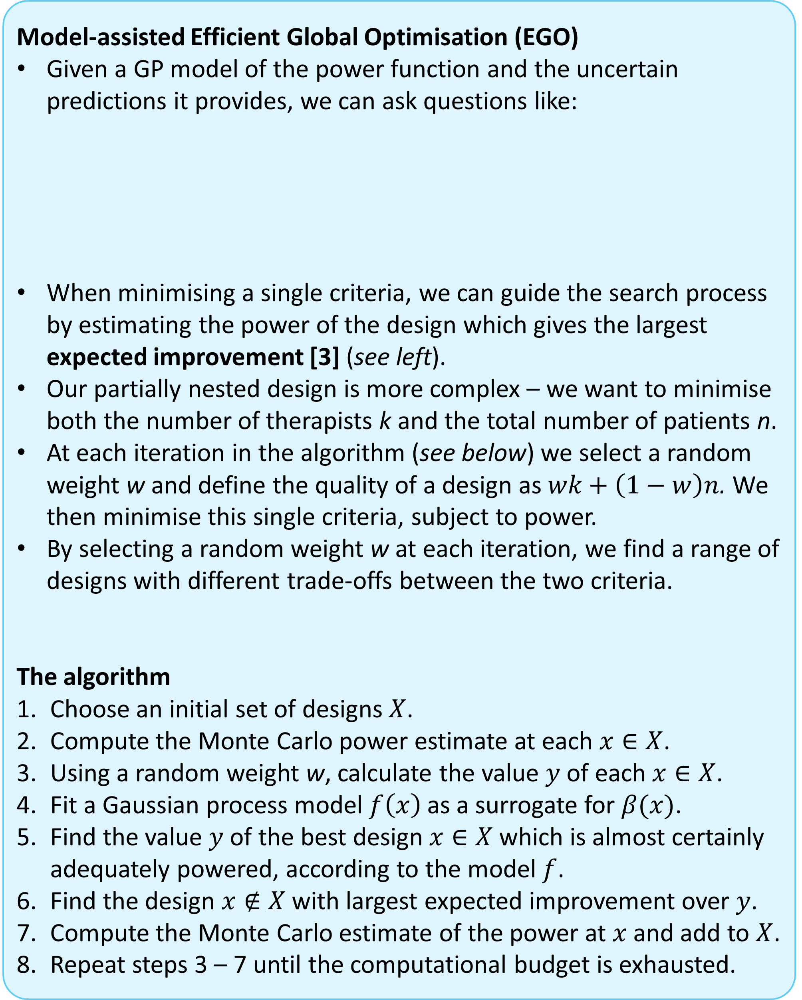 Model-assisted Efficient Global Optimisation (EGO)
• Given a GP model of the power function and the uncertain
predictions it provides, we can ask questions like:
• When minimising a single criteria, we can guide the search process
by estimating the power of the design which gives the largest
expected improvement [3] (see left).
• Our partially nested design is more complex – we want to minimise
both the number of therapists k and the total number of patients n.
• At each iteration in the algorithm (see below) we select a random
weight w and define the quality of a design as 𝑤𝑘 + (1 − 𝑤)𝑛. We
then minimise this single criteria, subject to power.
• By selecting a random weight w at each iteration, we find a range of
designs with different trade-offs between the two criteria.
The algorithm
1. Choose an initial set of designs 𝑋.
2. Compute the Monte Carlo power estimate at each 𝑥 ∈ 𝑋.
3. Using a random weight w, calculate the value 𝑦 of each 𝑥 ∈ 𝑋.
4. Fit a Gaussian process model 𝑓(𝑥) as a surrogate for 𝛽(𝑥).
5. Find the value 𝑦 of the best design 𝑥 ∈ 𝑋 which is almost certainly
adequately powered, according to the model 𝑓.
6. Find the design 𝑥 ∉ 𝑋 with largest expected improvement over 𝑦.
7. Compute the Monte Carlo estimate of the power at 𝑥 and add to 𝑋.
8. Repeat steps 3 – 7 until the computational budget is exhausted.